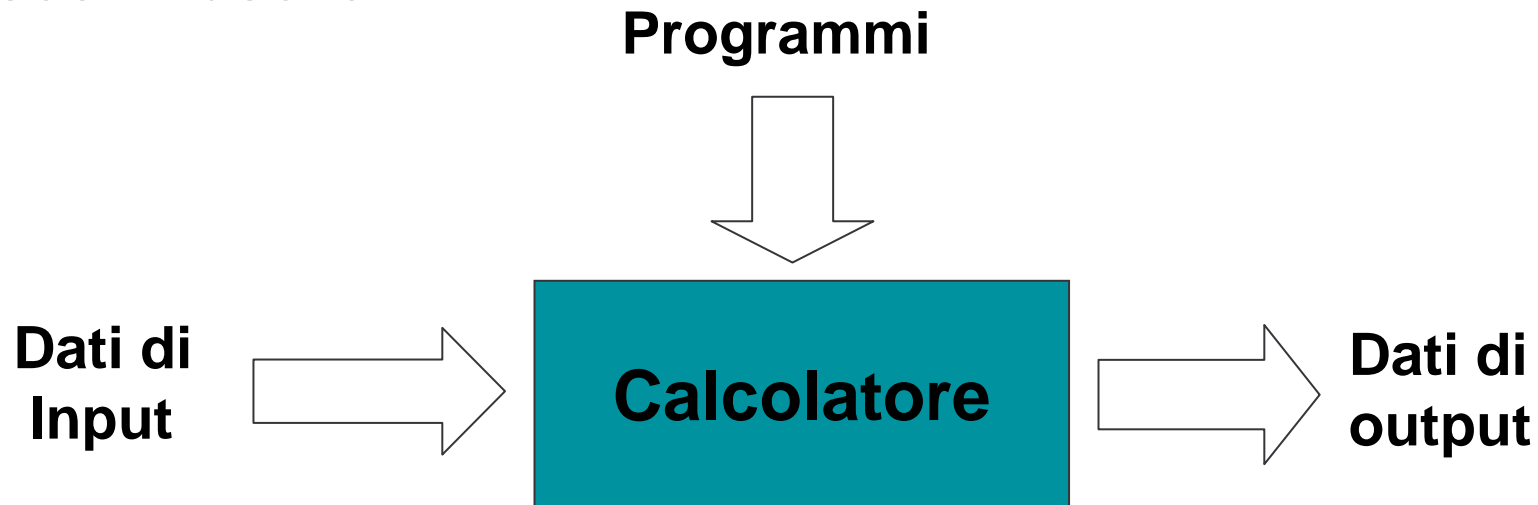 Programmi
Dati di
Input
Calcolatore
Dati di
output